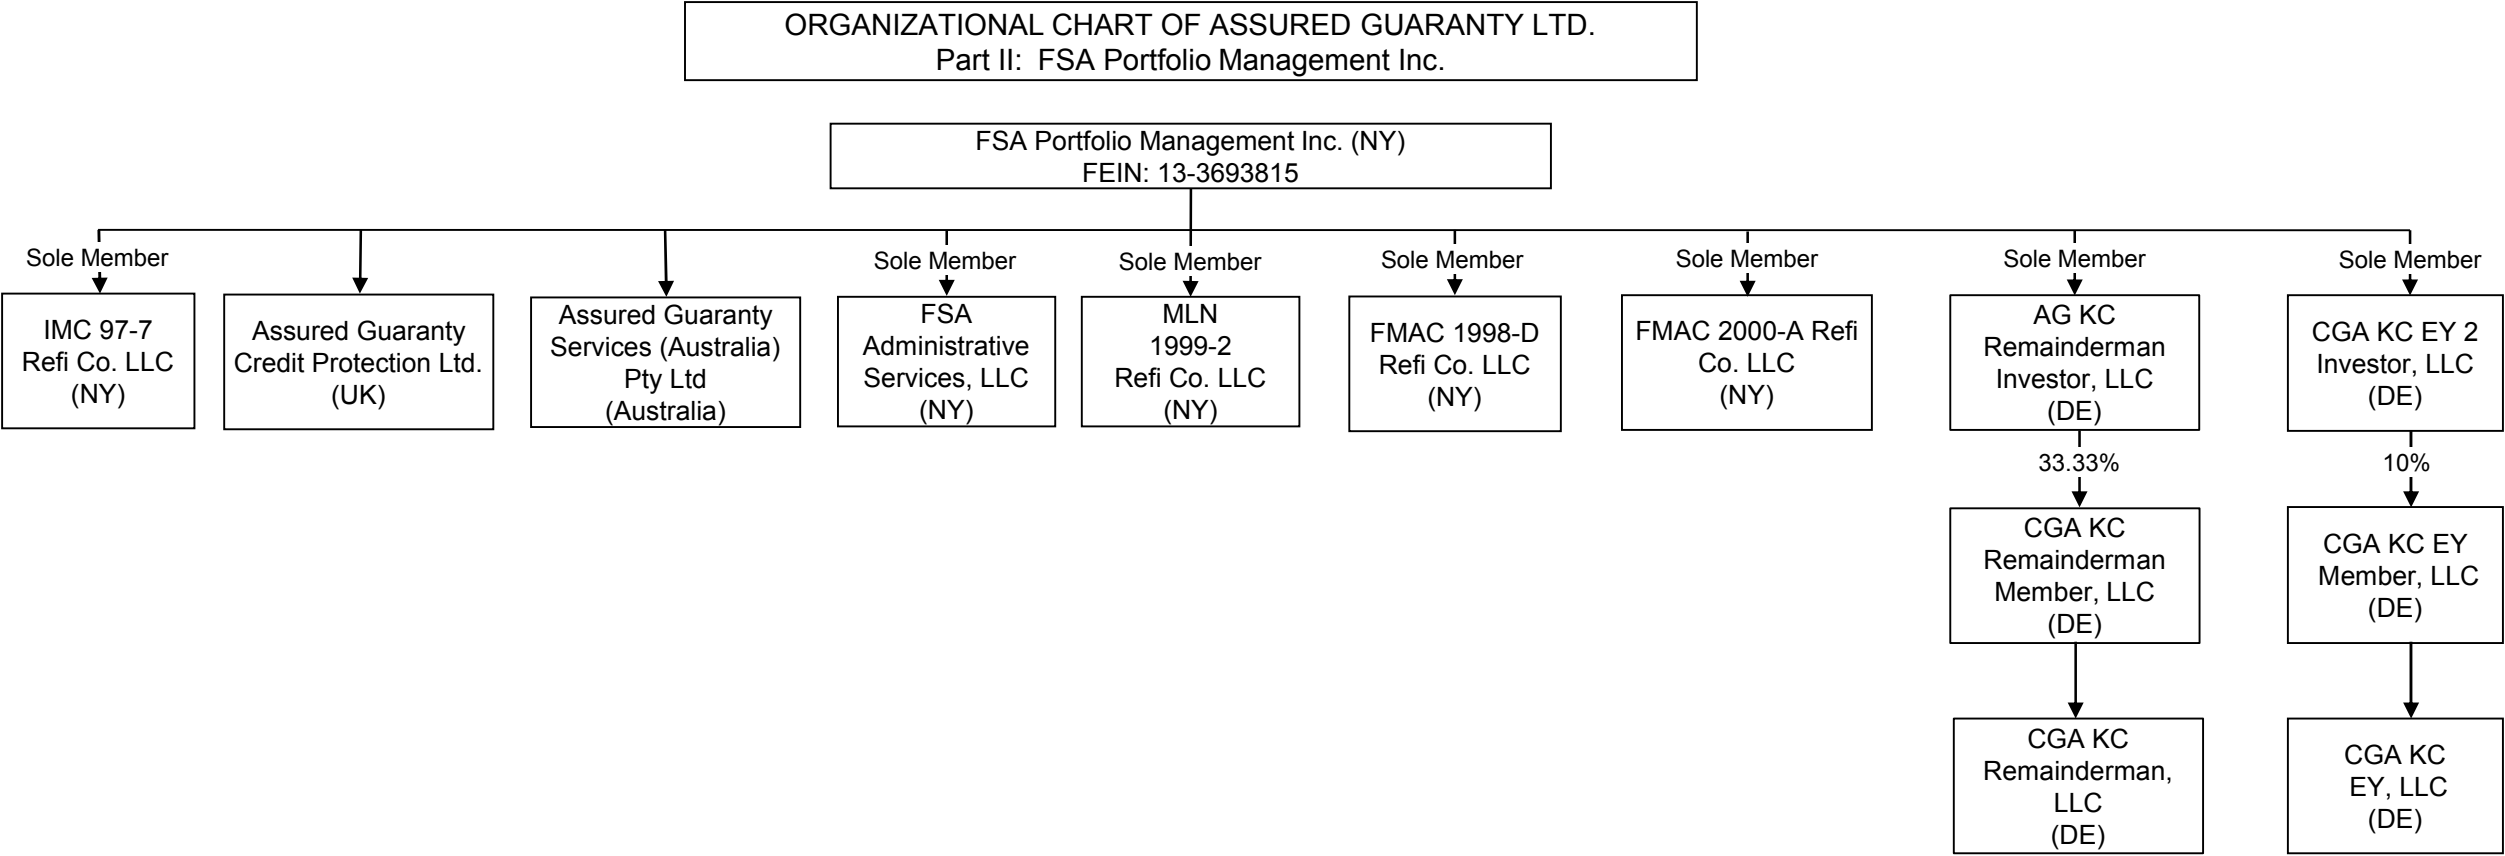 ORGANIZATIONAL CHART OF ASSURED GUARANTY LTD.
Part II:  FSA Portfolio Management Inc.
FSA Portfolio Management Inc. (NY)
FEIN: 13-3693815
Sole Member
IMC 97-7
Refi Co. LLC
(NY)
Assured Guaranty
Credit Protection Ltd.
(UK)
Assured Guaranty
Services (Australia)
Pty Ltd
(Australia)
Sole Member
FSA
Administrative
Services, LLC
(NY)
Sole Member
MLN
1999-2
Refi Co. LLC
(NY)
Sole Member
FMAC 1998-D
Refi Co. LLC
(NY)
Sole Member
FMAC 2000-A Refi
Co. LLC
(NY)
Sole Member
AG KC
Remainderman
Investor, LLC
(DE)
33.33%
CGA KC
Remainderman
Member, LLC
(DE)
CGA KC
Remainderman,
LLC
(DE)
Sole Member
CGA KC EY 2
Investor, LLC
(DE)
10%
CGA KC EY
Member, LLC
(DE)
CGA KC
EY, LLC
(DE)